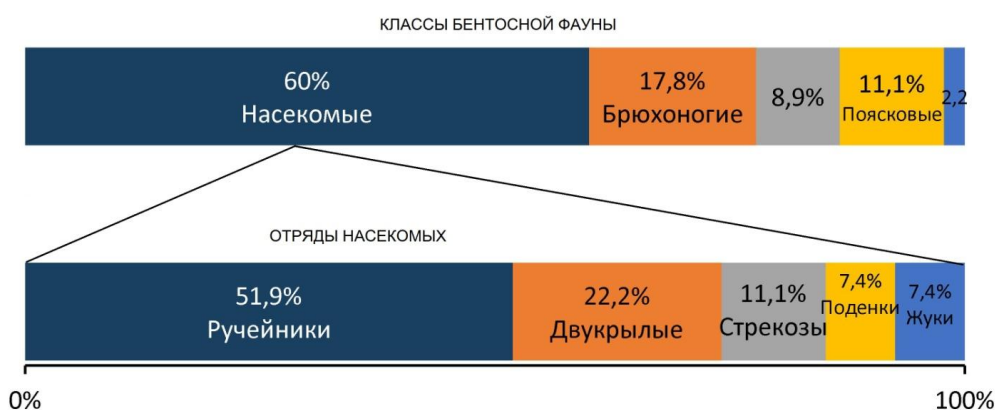 КЛАССЫ БЕНТОСНОЙ ФАУНЫ
60%
Насекомые
17,8%
Брюхоногие
8,9%
11,1%
Поясковые
2,2
ОТРЯДЫ НАСЕКОМЫХ
51,9%
Ручейники
22,2%
Двукрылые
11,1%
Стрекозы
7,4%
Поденки
7,4%
Жуки
0%
100%